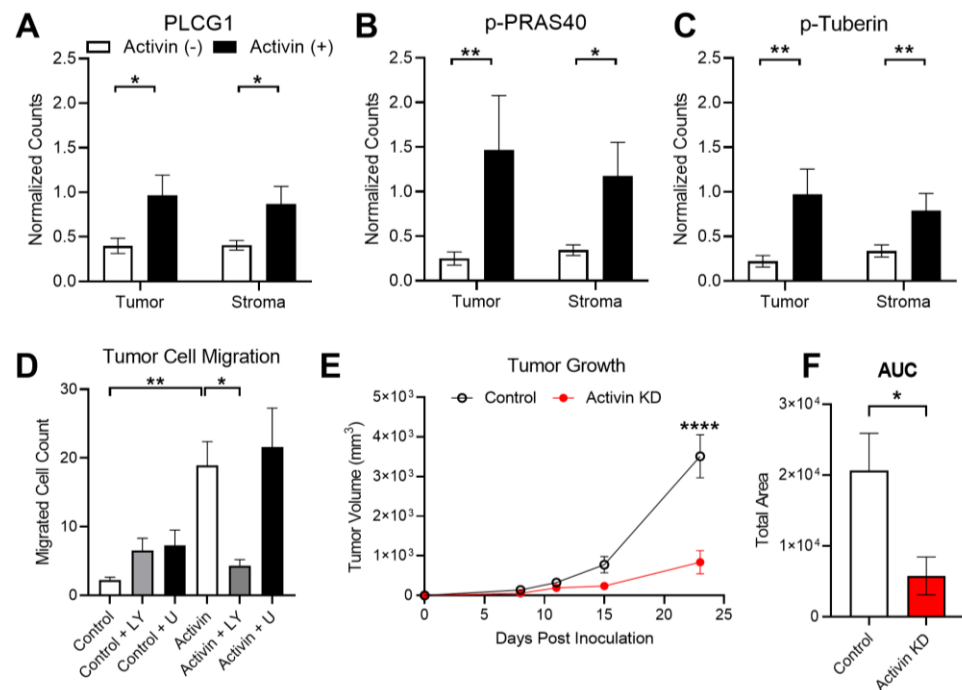 A
PLCG1
Activin (-) Activin (+)
Normalized Counts
2.5
2.0
1.5
1.0
0.5
0.0
*
*
Tumor
Stroma
B
p-PRAS40
Normalized Counts
2.5
2.0
1.5
1.0
0.5
0.0
**
*
Tumor
Stroma
C
p-Tuberin
Normalized Counts
2.5
2.0
1.5
1.0
0.5
0.0
**
**
Tumor
Stroma
D
Tumor Cell Migration
Migrated Cell Count
30
20
10
0
**
*
Control
Control + LY
Control + U
Activin
Activin + LY
Activin + U
E
Tumor Growth
Control Activin KD
Tumor Volume (mm³)
5×10³
4×10³
3×10³
2×10³
1×10³
0
****
0 5 10 15 20 25
Days Post Inoculation
F
AUC
Total Area
3×10⁴
2×10⁴
1×10⁴
0
*
Control
Activin KD